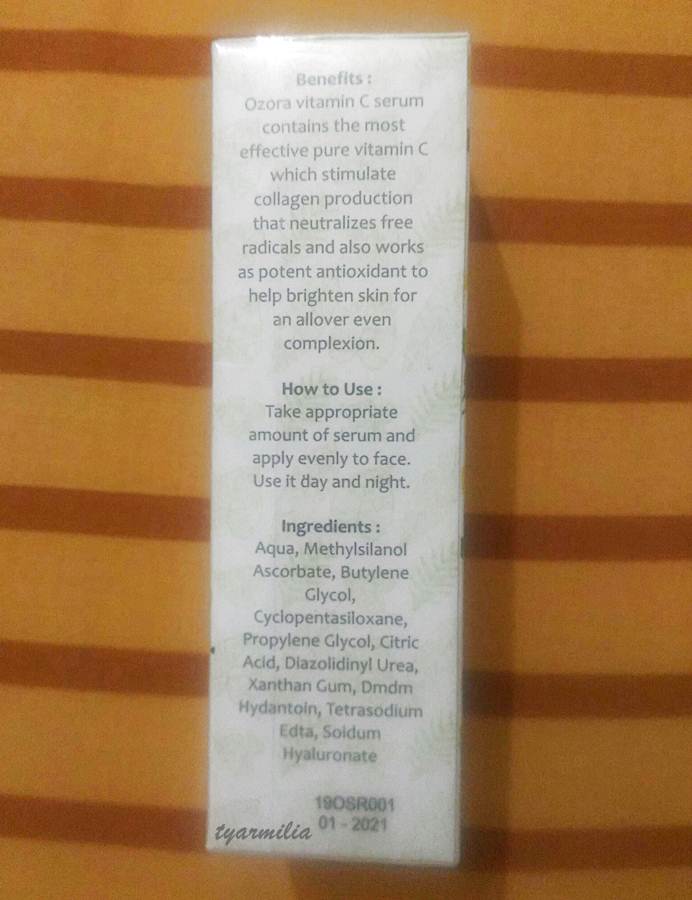 Benefits :
Ozora vitamin C serum
contains the most
effective pure vitamin C
which stimulate
collagen production
that neutralizes free
radicals and also works
as potent antioxidant to
help brighten skin for
an allover even
complexion.
How to Use :
Take appropriate
amount of serum and
apply evenly to face.
Use it day and night.
Ingredients :
Aqua, Methylsilanol
Ascorbate, Butylene
Glycol,
Cyclopentasiloxane,
Propylene Glycol, Citric
Acid, Diazolidinyl Urea,
Xanthan Gum, Dmdm
Hydantoin, Tetrasodium
Edta, Soidum
Hyaluronate
19OSR001
01 - 2021
tyarmilia